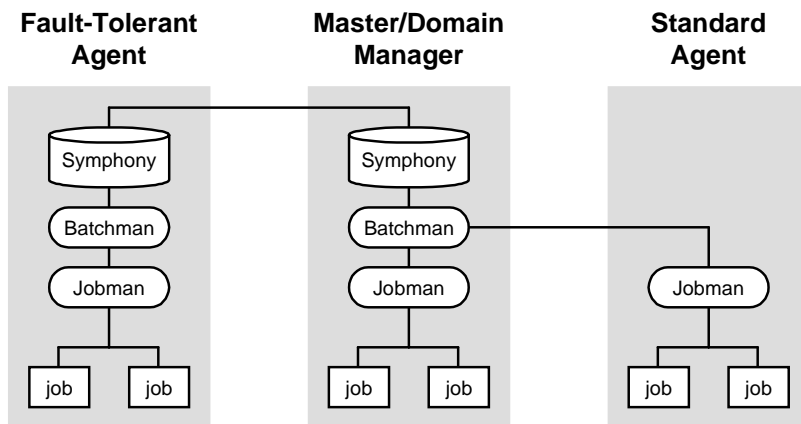 Fault-Tolerant
Agent
Master/Domain
Manager
Standard
Agent
Symphony
Symphony
Batchman
Batchman
Jobman
Jobman
Jobman
job
job
job
job
job
job